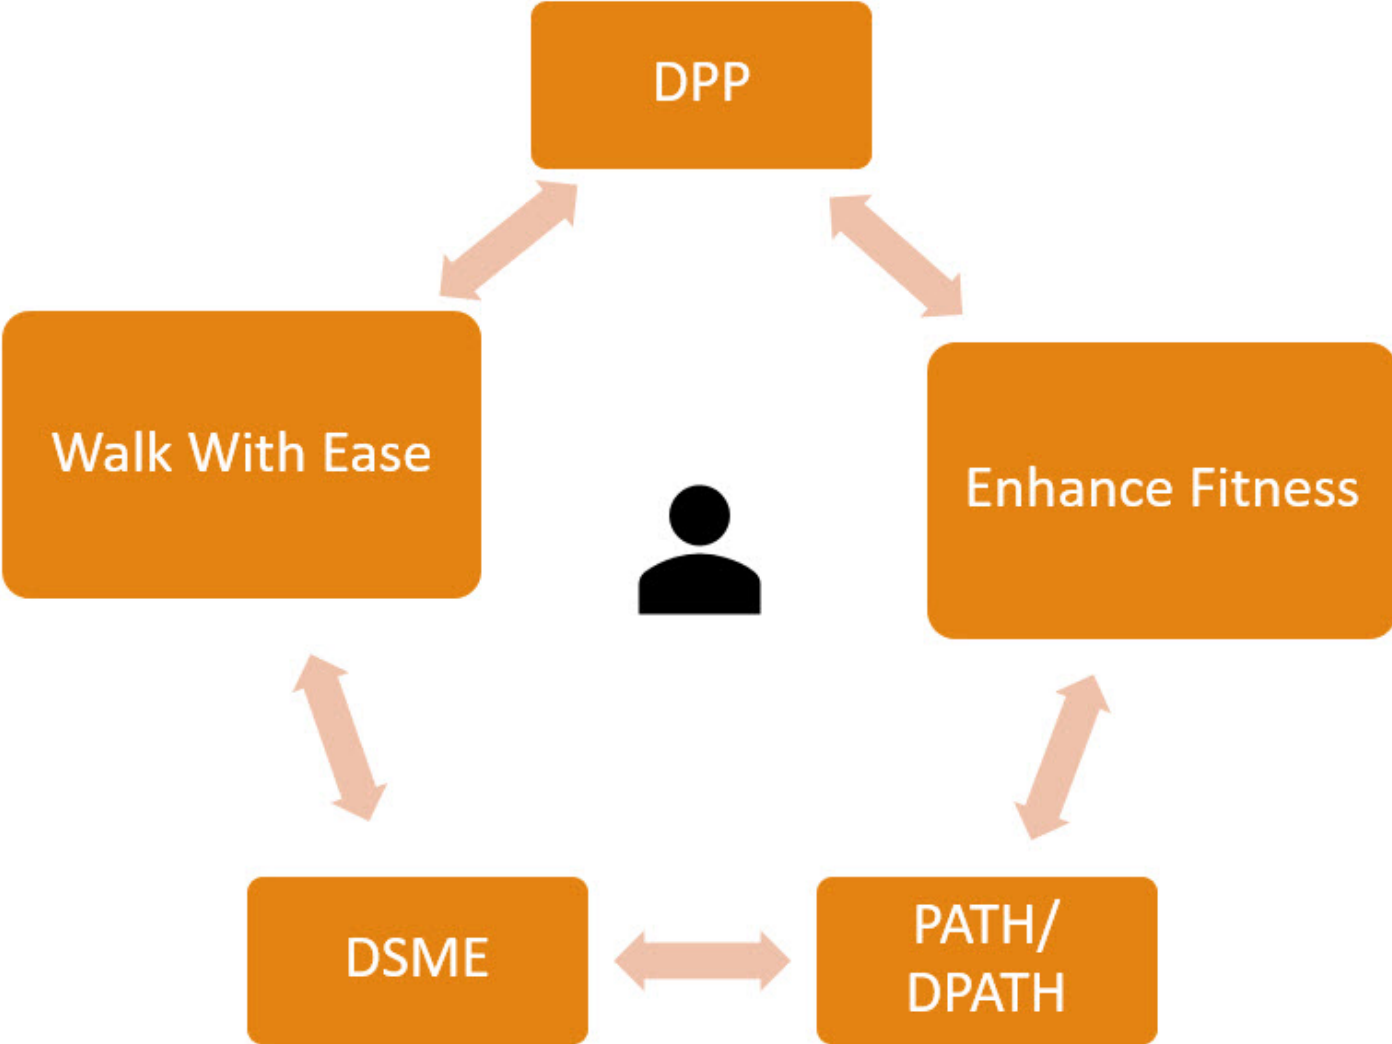 DPP
Walk With Ease
Enhance Fitness
DSME
PATH/
DPATH